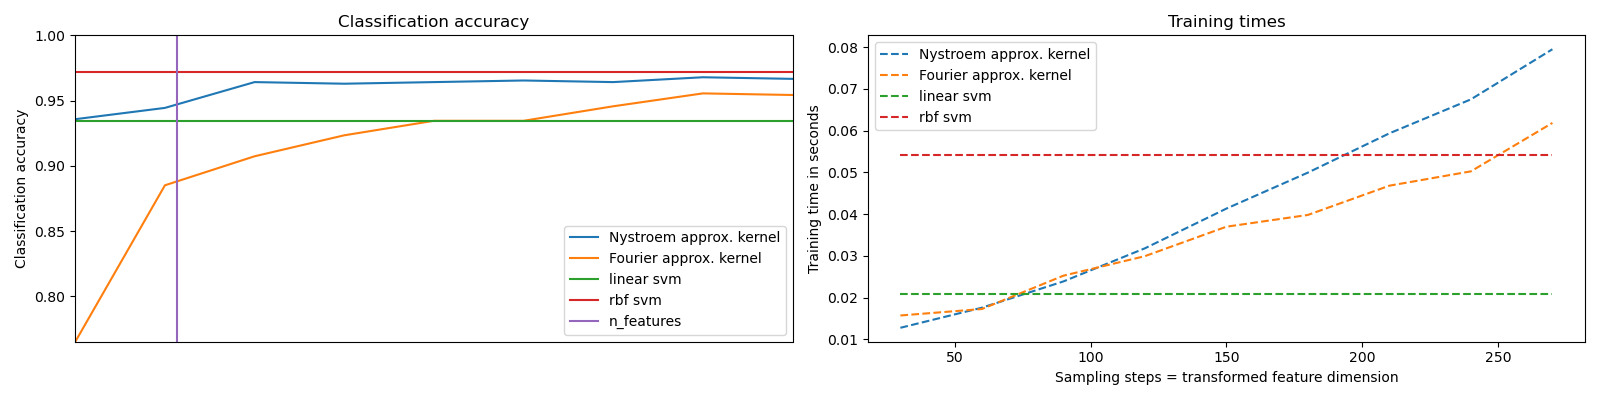 Classification accuracy
1.00
0.95
0.90
0.85
0.80
Classification accuracy
Nystroem approx. kernel
Fourier approx. kernel
linear svm
rbf svm
n_features
Training times
0.08
0.07
0.06
0.05
0.04
0.03
0.02
0.01
Training time in seconds
Nystroem approx. kernel
Fourier approx. kernel
linear svm
rbf svm
50 100 150 200 250
Sampling steps = transformed feature dimension